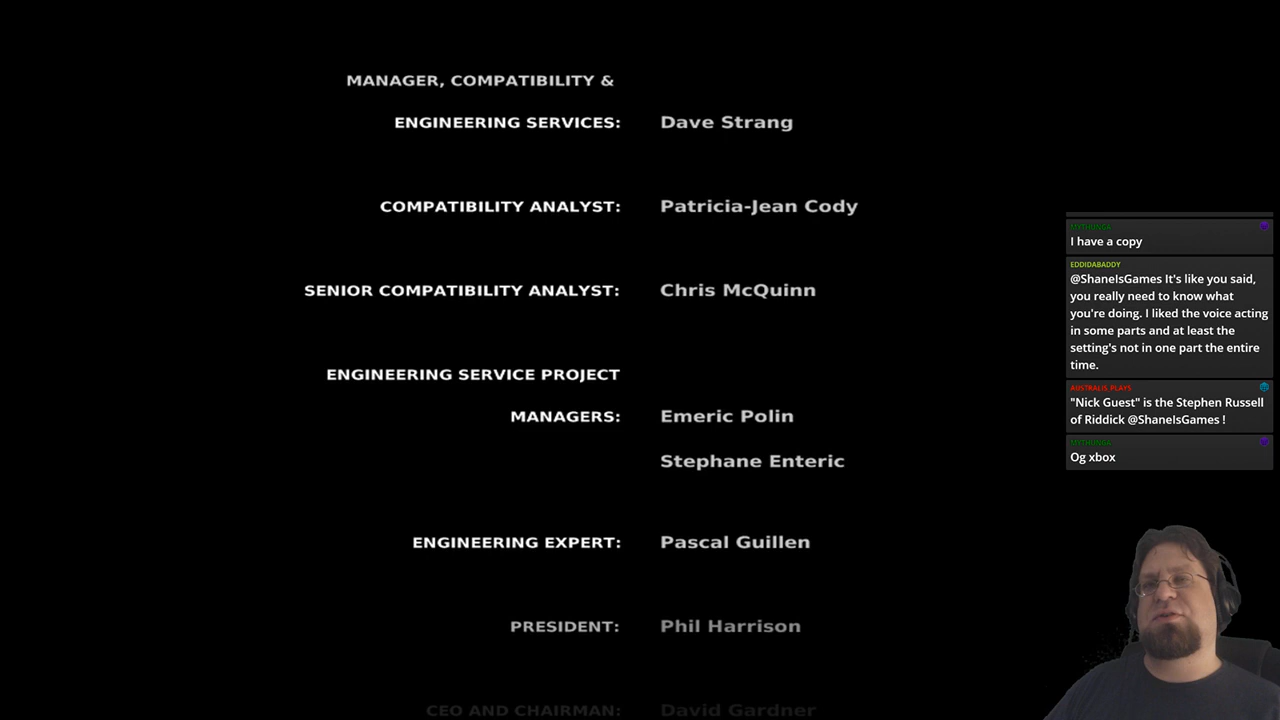 MANAGER, COMPATIBILITY &
ENGINEERING SERVICES: Dave Strang
COMPATIBILITY ANALYST: Patricia-Jean Cody
SENIOR COMPATIBILITY ANALYST: Chris McQuinn
ENGINEERING SERVICE PROJECT
MANAGERS: Emeric Polin
Stephane Enteric
ENGINEERING EXPERT: Pascal Guillen
PRESIDENT: Phil Harrison
CEO AND CHAIRMAN: David Gardner
MYTHUNGA
I have a copy
EDDIDABADDY
@ShaneIsGames It's like you said,
you really need to know what
you're doing. I liked the voice acting
in some parts and at least the
setting's not in one part the entire
time.
AUSTRALIS_PLAYS
"Nick Guest" is the Stephen Russell
of Riddick @ShaneIsGames !
MYTHUNGA
Og xbox